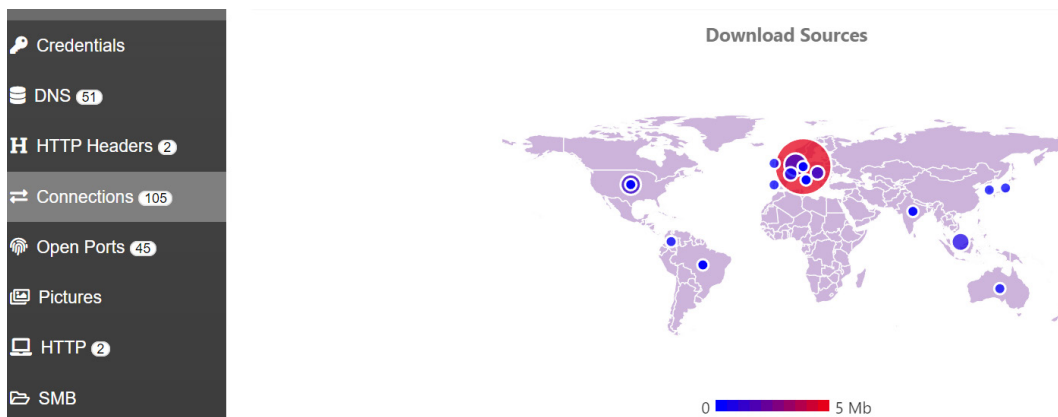 Credentials
DNS 51
HTTP Headers 2
Connections 105
Open Ports 45
Pictures
HTTP 2
SMB
Download Sources
0 5 Mb